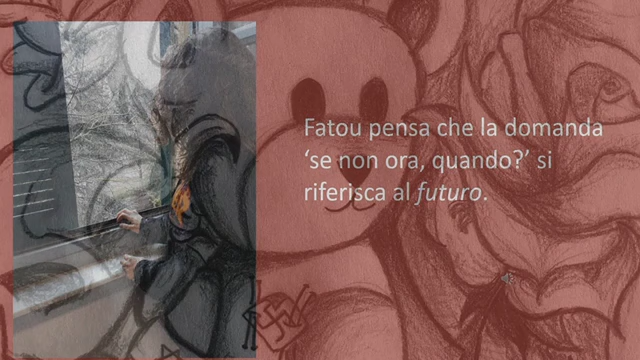 Fatou pensa che la domanda
‘se non ora, quando?’ si
riferisca al futuro.